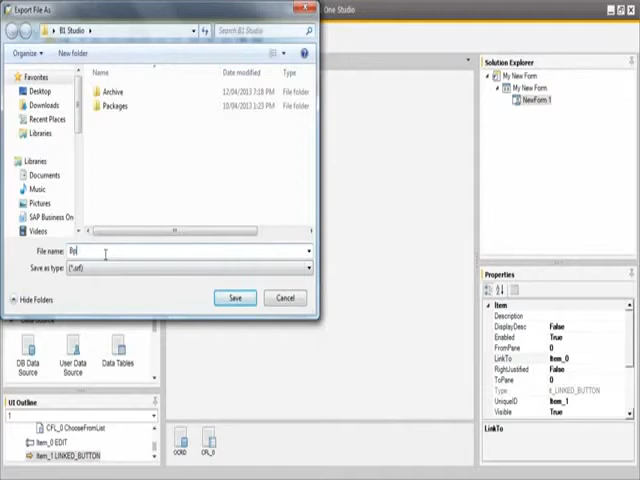 Export File As
One Studio
B1 Studio
Search B1 Studio
Organize
New folder
Favorites
Desktop
Downloads
Recent Places
Libraries
Libraries
Documents
Music
Pictures
SAP Business On
Videos
Name
Date modified
Type
Archive
12/04/2013 7:18 PM
File folder
Packages
10/04/2013 1:23 PM
File folder
File name:
Bp
Save as type:
(*.srf)
Hide Folders
Save
Cancel
DB Data Source
User Data Source
Data Tables
UI Outline
1
CFL_0 ChooseFromList
Item_0 EDIT
Item_1 LINKED_BUTTON
OCRD
CFL_0
Solution Explorer
My New Form
My New Form
NewForm 1
Properties
Item
Description
DisplayDesc False
Enabled True
FromPane 0
LinkTo Item_0
RightJustified False
ToPane 0
Type it_LINKED_BUTTON
UniqueID Item_1
Visible True
LinkTo